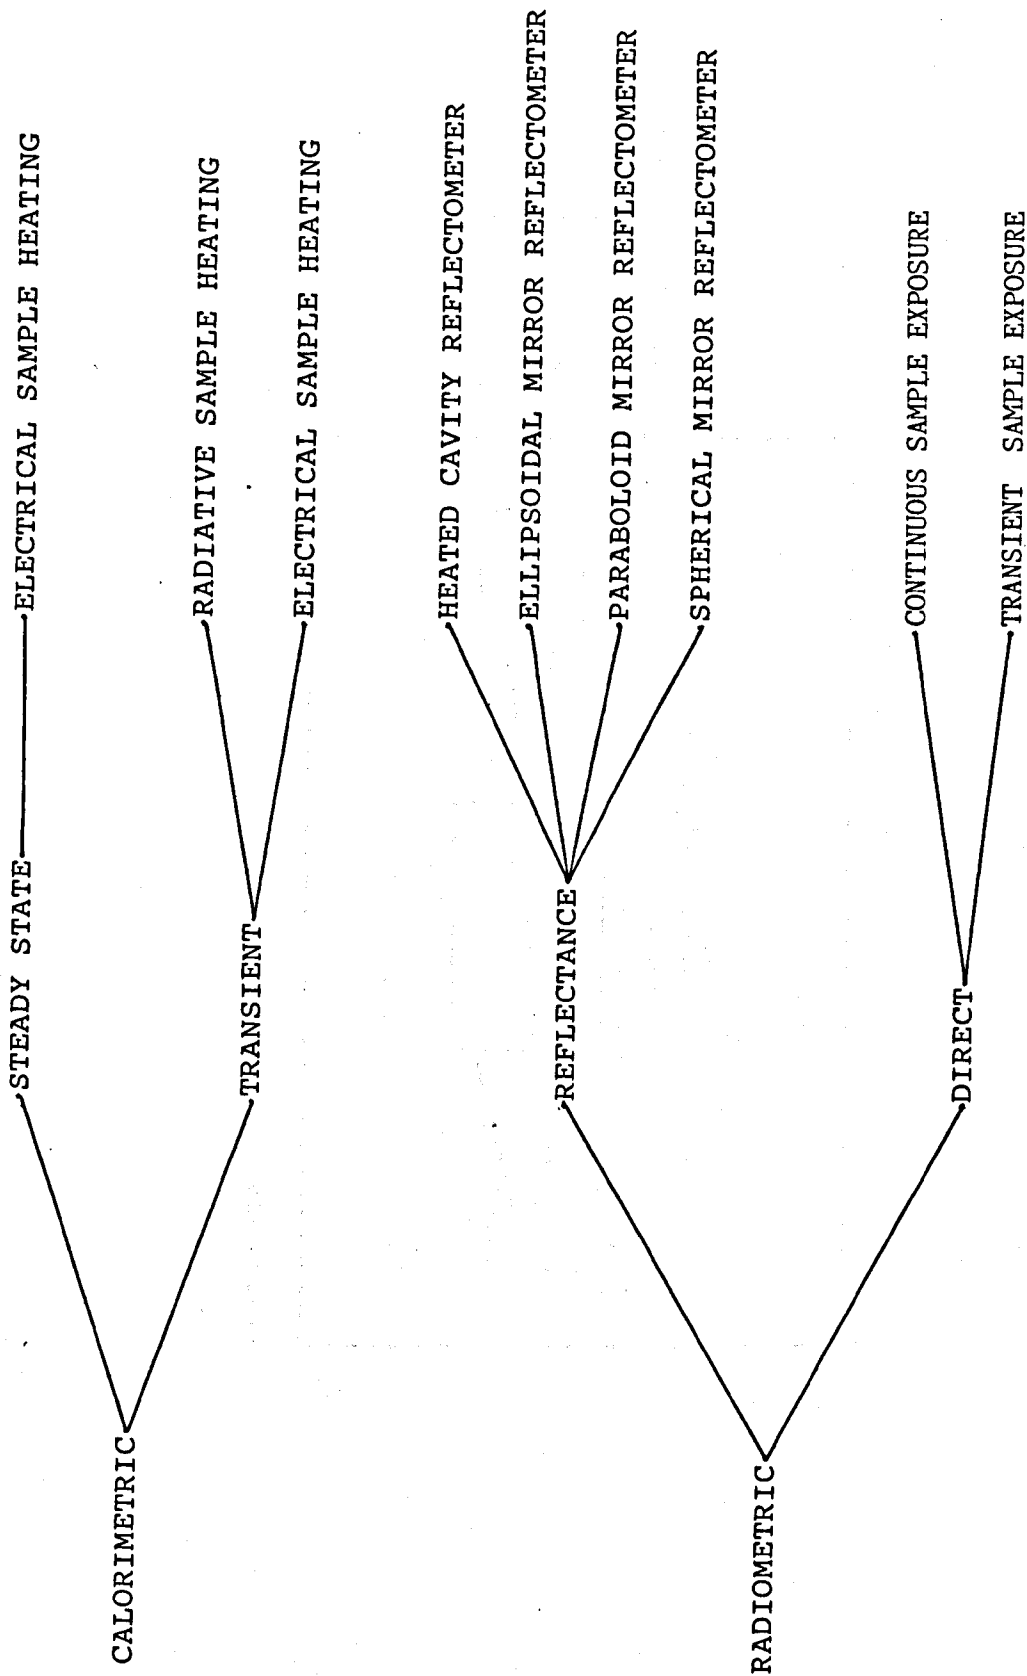 CALORIMETRIC
STEADY STATE
ELECTRICAL SAMPLE HEATING
TRANSIENT
RADIATIVE SAMPLE HEATING
ELECTRICAL SAMPLE HEATING
RADIOMETRIC
REFLECTANCE
HEATED CAVITY REFLECTOMETER
ELLIPSOIDAL MIRROR REFLECTOMETER
PARABOLOID MIRROR REFLECTOMETER
SPHERICAL MIRROR REFLECTOMETER
DIRECT
CONTINUOUS SAMPLE EXPOSURE
TRANSIENT SAMPLE EXPOSURE